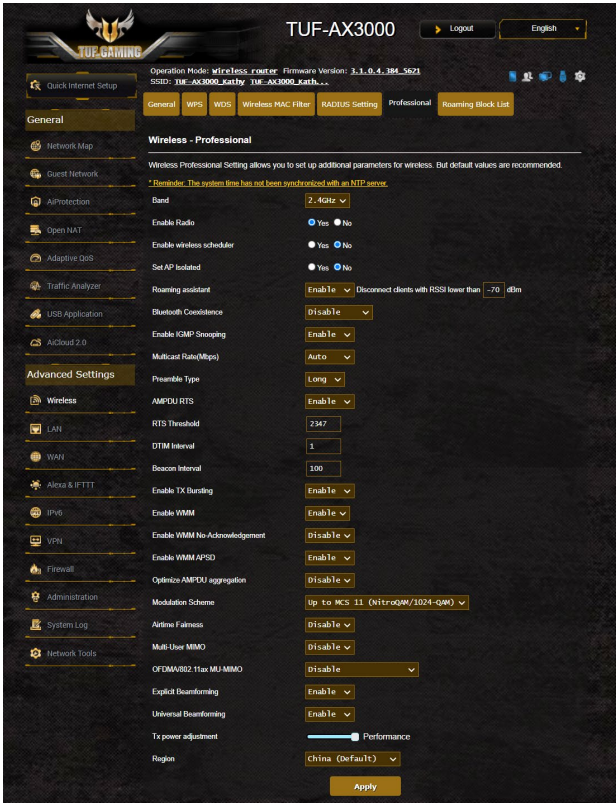 TUF GAMING
TUF-AX3000
Logout
English
Quick Internet Setup
Operation Mode: Wireless router Firmware Version: 3.1.0.4.384_5621
SSID: TUF-AX3000_Kathy TUF-AX3000_Kath...
General WPS WDS Wireless MAC Filter RADIUS Setting Professional Roaming Block List
General
Network Map
Guest Network
AiProtection
Open NAT
Adaptive QoS
Traffic Analyzer
USB Application
AiCloud 2.0
Advanced Settings
Wireless
LAN
WAN
Alexa & IFTTT
IPv6
VPN
Firewall
Administration
System Log
Network Tools
Wireless - Professional
Wireless Professional Setting allows you to set up additional parameters for wireless. But default values are recommended.
* Reminder: The system time has not been synchronized with an NTP server.
Band 2.4GHz
Enable Radio Yes No
Enable wireless scheduler Yes No
Set AP Isolated Yes No
Roaming assistant Enable Disconnect clients with RSSI lower than -70 dBm
Bluetooth Coexistence Disable
Enable IGMP Snooping Enable
Multicast Rate(Mbps) Auto
Preamble Type Long
AMPDU RTS Enable
RTS Threshold 2347
DTIM Interval 1
Beacon Interval 100
Enable TX Bursting Enable
Enable WMM Enable
Enable WMM No-Acknowledgement Disable
Enable WMM APSD Enable
Optimize AMPDU aggregation Disable
Modulation Scheme Up to MCS 11 (NitroQAM/1024-QAM)
Airtime Fairness Disable
Multi-User MIMO Disable
OFDMA/802.11ax MU-MIMO Disable
Explicit Beamforming Enable
Universal Beamforming Enable
Tx power adjustment Performance
Region China (Default)
Apply